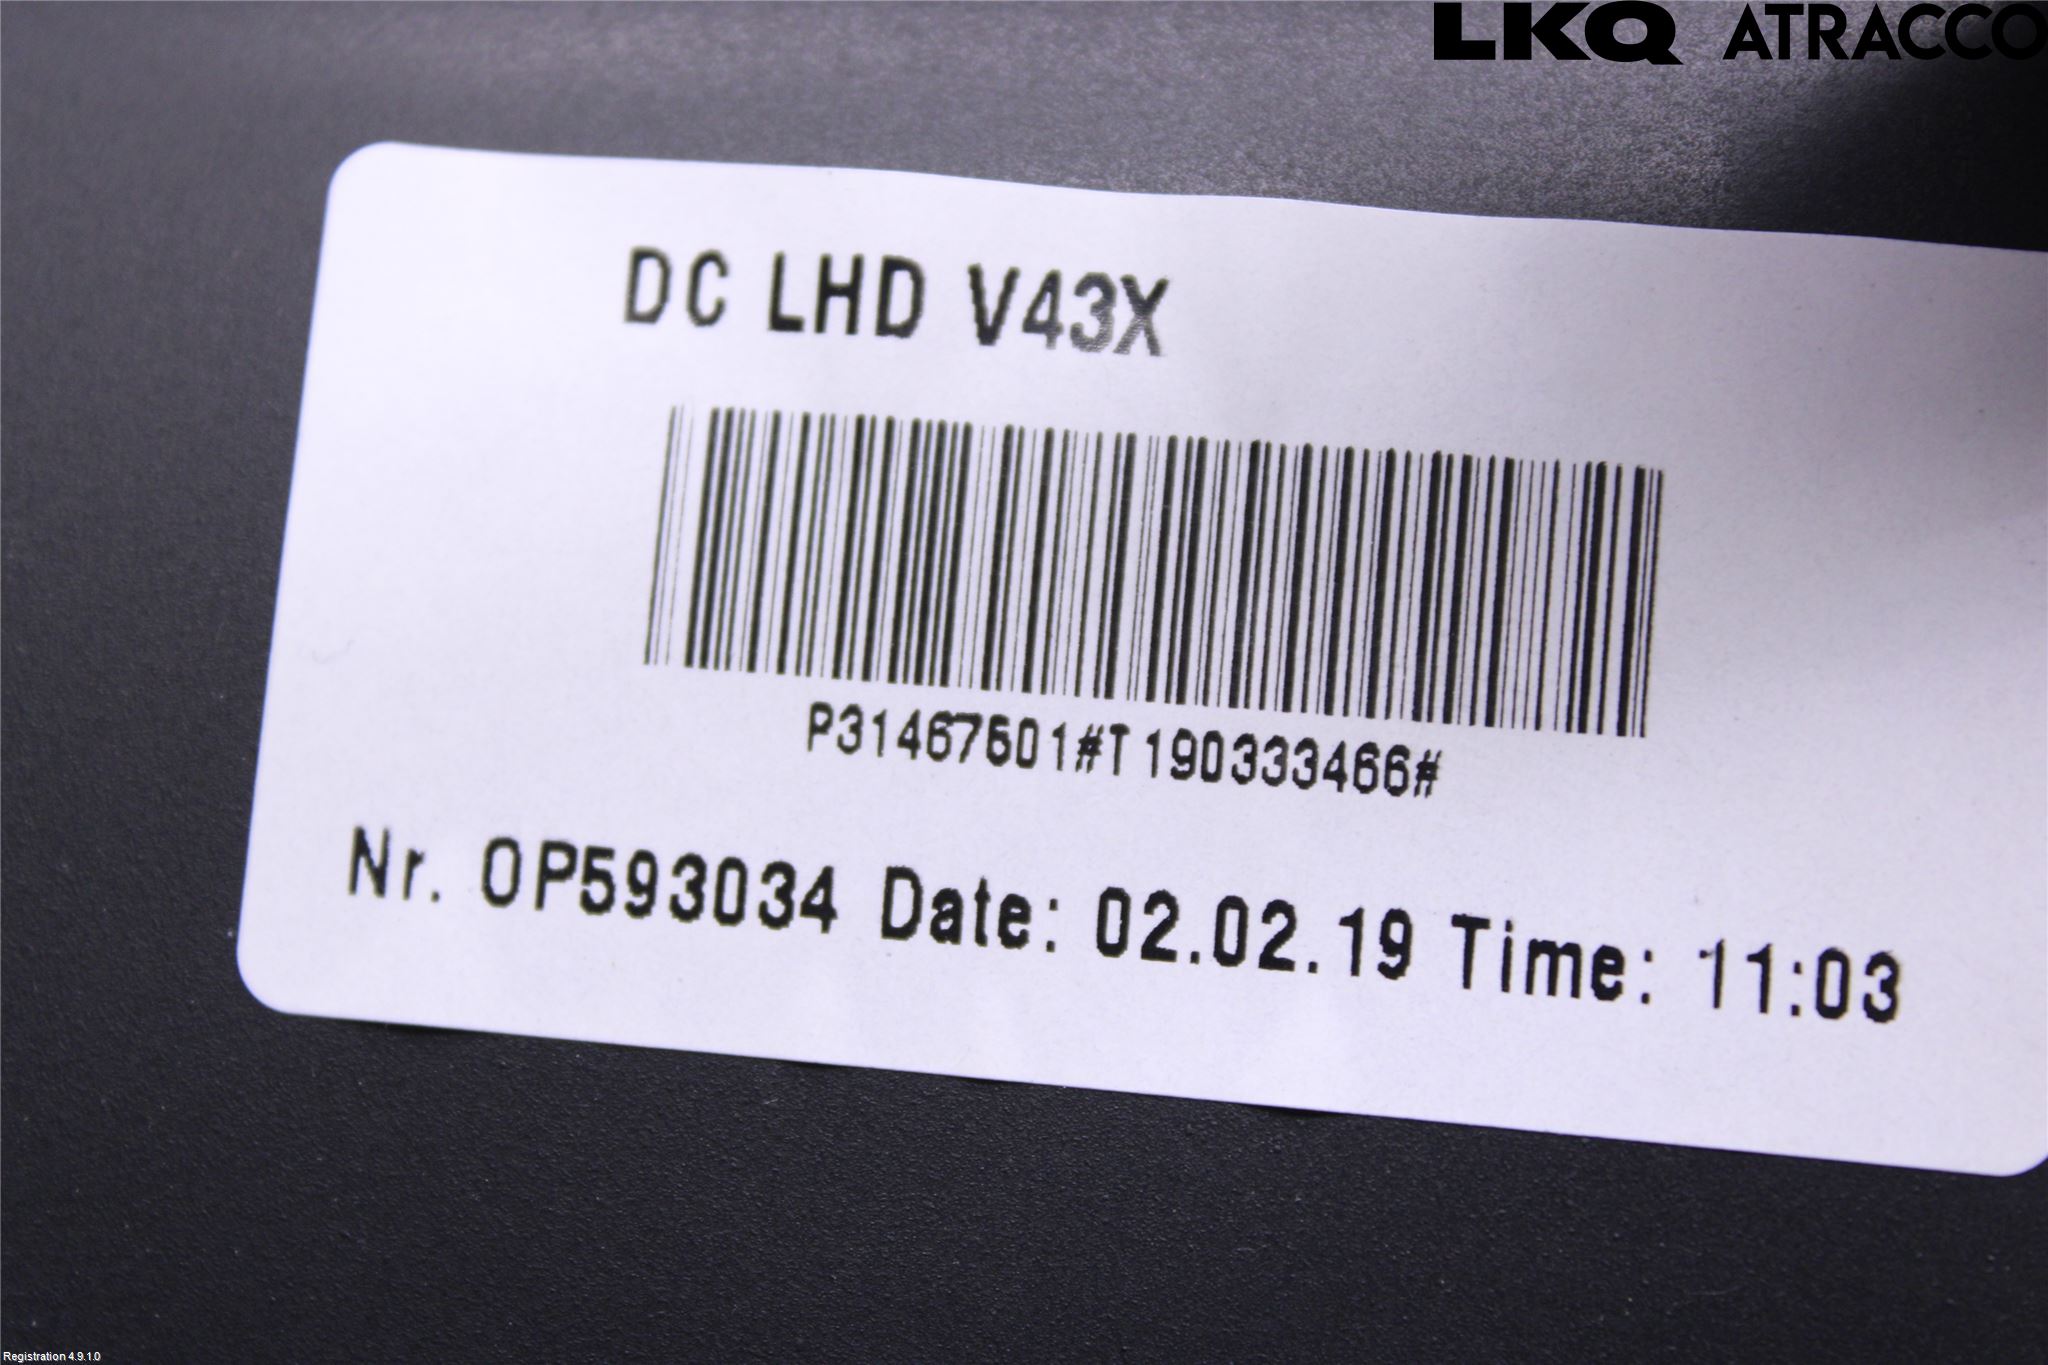 LKQ ATRACCO
DC LHD V43X
P31467601#T190333466#
Nr. OP593034 Date: 02.02.19 Time: 11:03
Registration 4.9.1.0